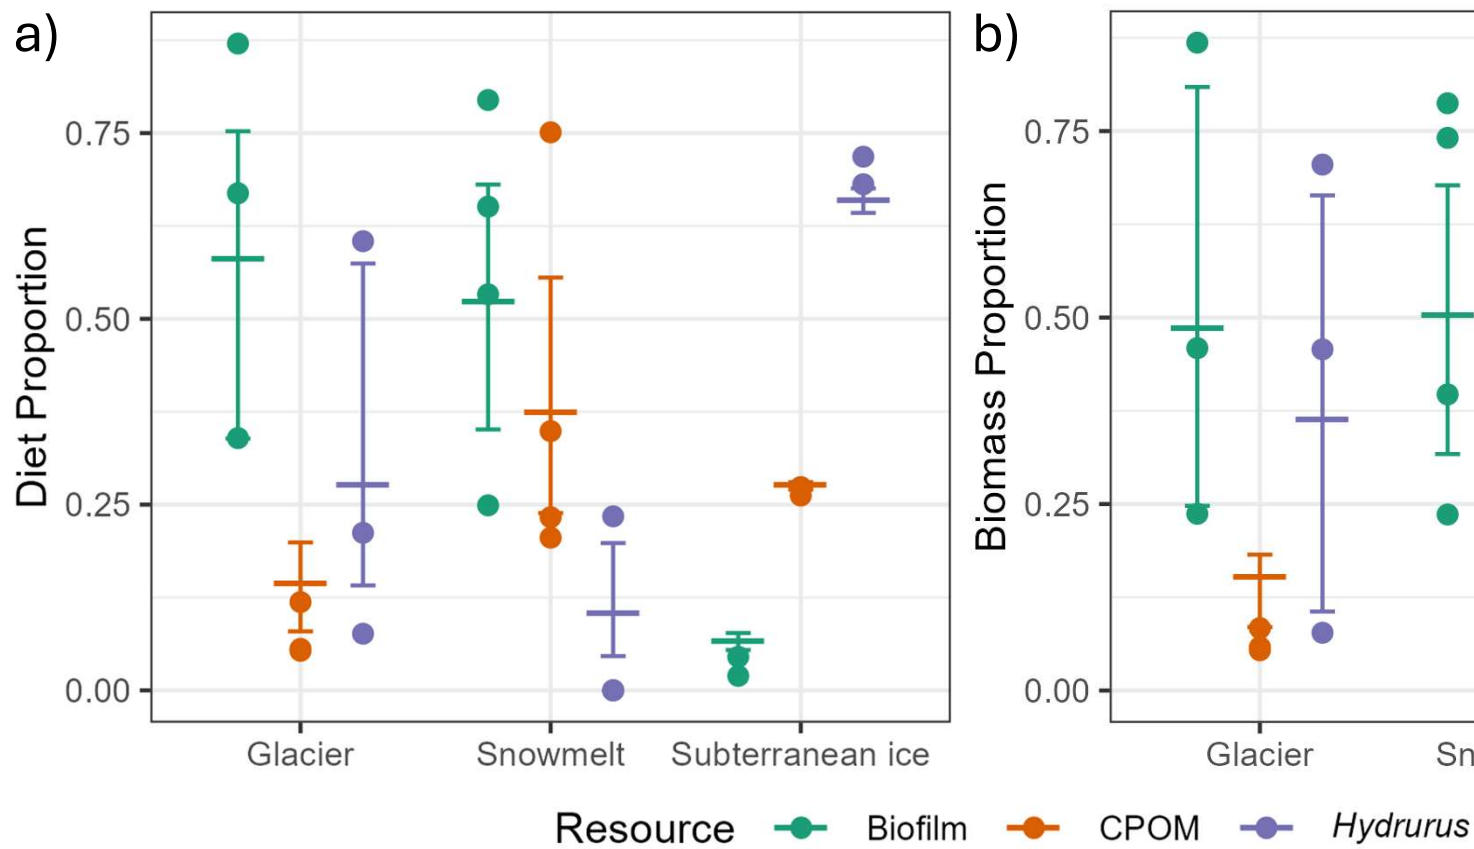 a)
Diet Proportion
0.75
0.50
0.25
0.00
Glacier Snowmelt Subterranean ice
b)
Biomass Proportion
0.75
0.50
0.25
0.00
Glacier Sn
Resource Biofilm CPOM Hydrurus